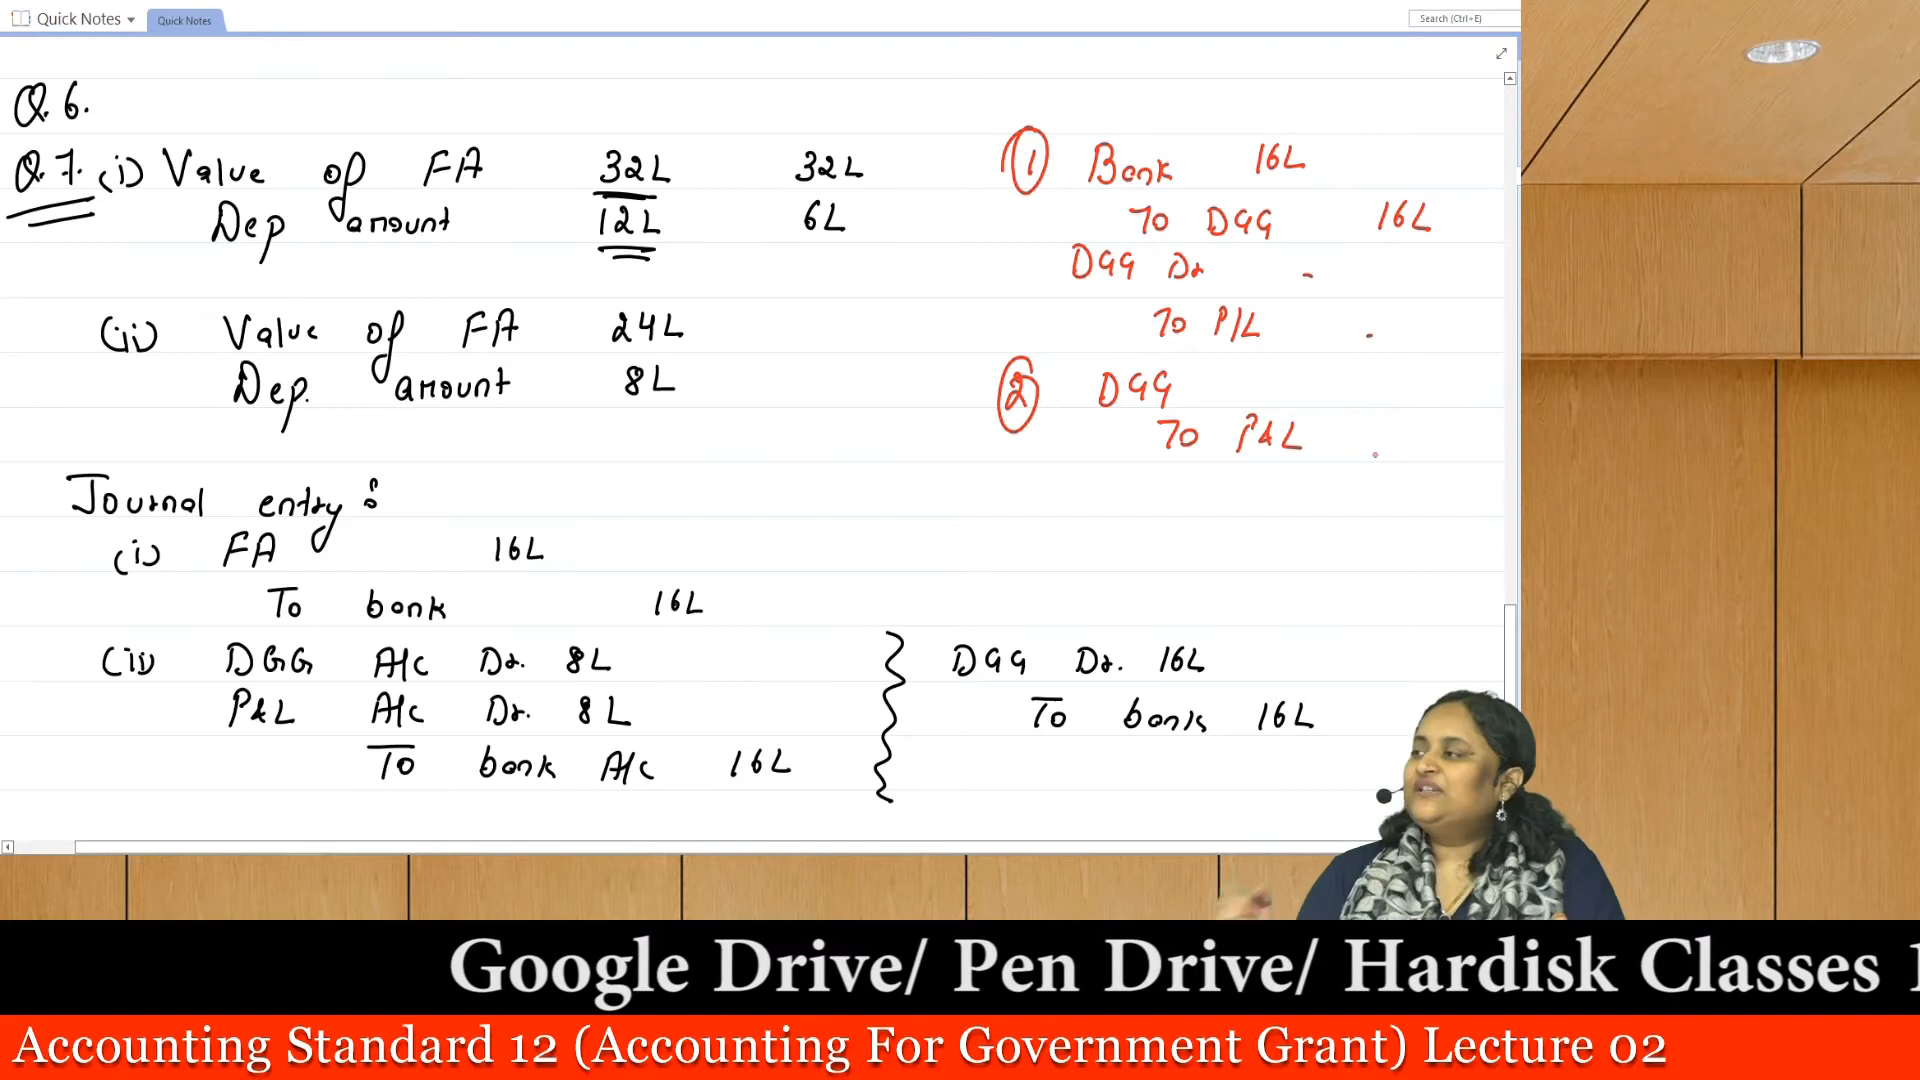 Quick Notes
Quick Notes
Search (Ctrl+E)
Q. 6.
Q. 7. (i) Value of FA 32L 32L
Dep amount 12L 6L
(ii) Value of FA 24L
Dep. amount 8L
Journal entry :
(i) FA 16L
To bank 16L
(ii) DGG A/c Dr. 8L
P&L A/c Dr. 8L
To bank A/c 16L
DGG Dr. 16L
To bank 16L
1 Bank 16L
To DGG 16L
DGG Dr -
To P/L .
2 DGG
To P&L
Google Drive/ Pen Drive/ Hardisk Classes
Accounting Standard 12 (Accounting For Government Grant) Lecture 02